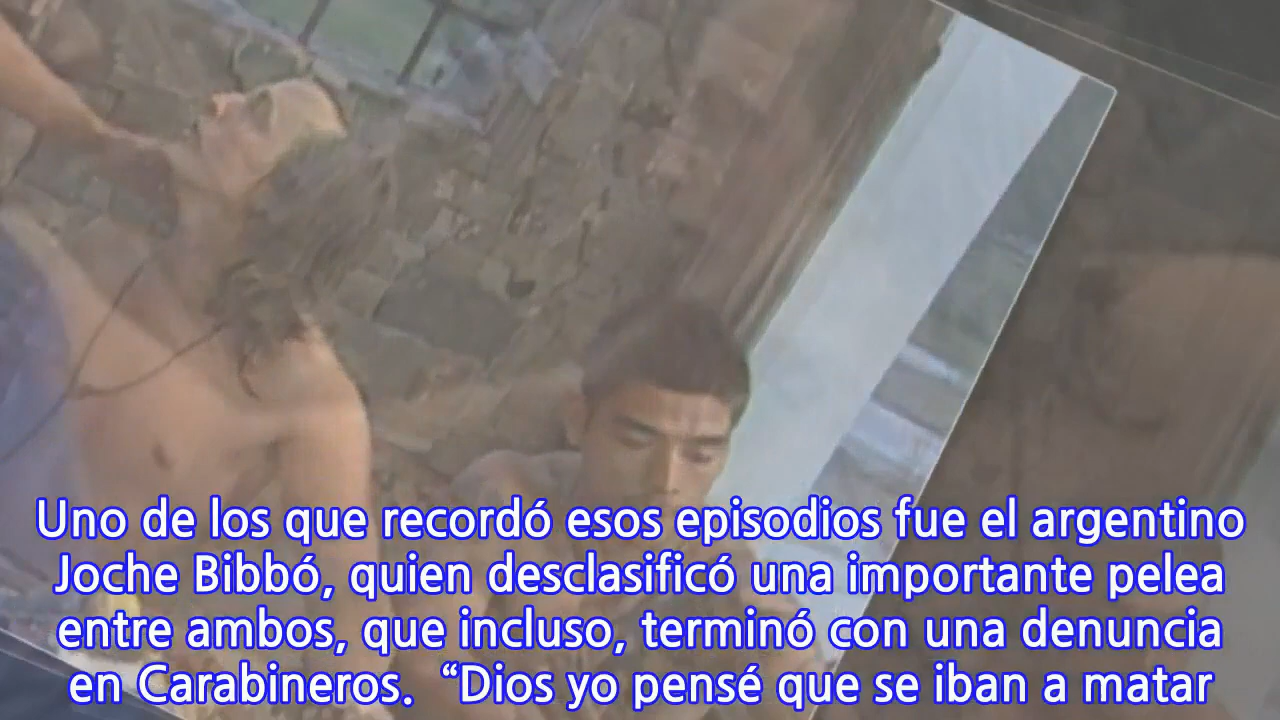 Uno de los que recordó esos episodios fue el argentino
Joche Bibbó, quien desclasificó una importante pelea
entre ambos, que incluso, terminó con una denuncia
en Carabineros. “Dios yo pensé que se iban a matar